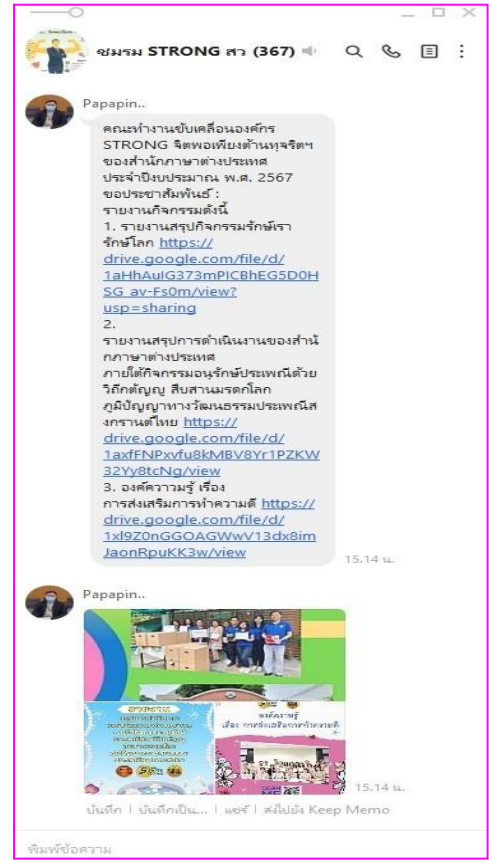 ชมรม STRONG สว (367)
Papapin..
คณะทำงานขับเคลื่อนองค์กร
STRONG จิตพอเพียงต้านทุจริตฯ
ของสำนักภาษาต่างประเทศ
ประจำปีงบประมาณ พ.ศ. 2567
ขอประชาสัมพันธ์ :
รายงานกิจกรรมดังนี้
1. รายงานสรุปกิจกรรมรักษ์เรา
รักษ์โลก https://
drive.google.com/file/d/
1aHhAuIG373mPICBhEG5D0H
SG_av-Fs0m/view?
usp=sharing
2.
รายงานสรุปการดำเนินงานของสำนั
กภาษาต่างประเทศ
ภายใต้กิจกรรมอนุรักษ์ประเพณีด้วย
วิถีกตัญญู สืบสานมรดกโลก
ภูมิปัญญาทางวัฒนธรรมประเพณีส
งกรานต์ไทย https://
drive.google.com/file/d/
1axfFNPxvfu8kMBV8Yr1PZKW
32Yy8tcNg/view
3. องค์ความรู้ เรื่อง
การส่งเสริมการทำความดี https://
drive.google.com/file/d/
1xl9Z0nGGOAGWwV13dx8im
JaonRpuKK3w/view
15.14 น.
Papapin..
รายงาน
องค์ความรู้
เรื่อง การส่งเสริมการทำความดี
15.14 น.
บันทึก | บันทึกเป็น... | แชร์ | ส่งไปยัง Keep Memo
พิมพ์ข้อความ